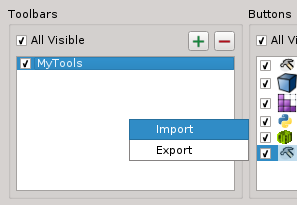 Toolbars
Buttons
All Visible
All Vi
MyTools
Import
Export